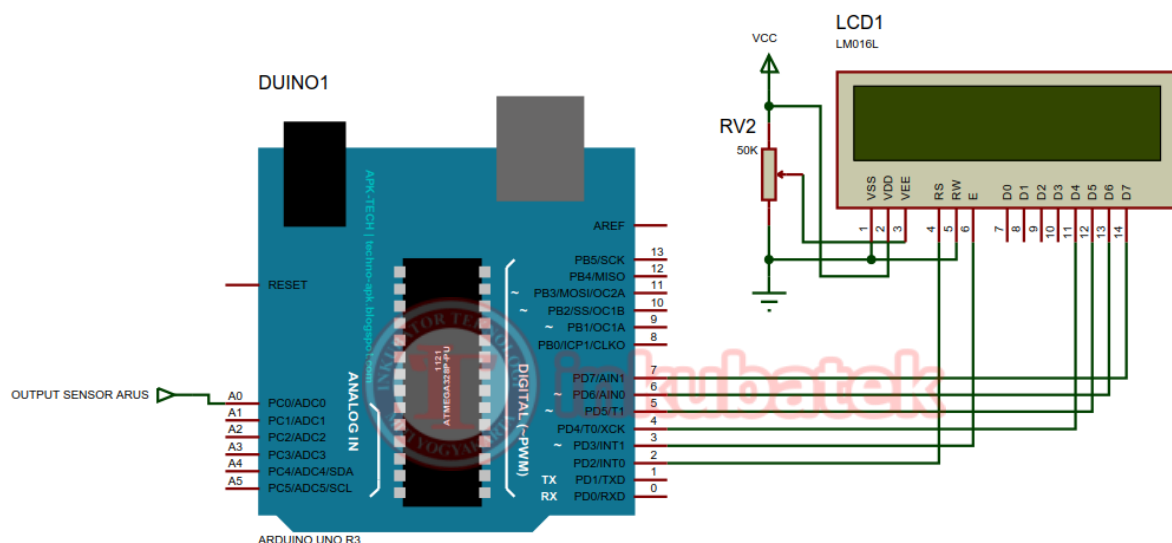 LCD1
LM016L
VCC
RV2
50K
VSS
VDD
VEE
RS
RW
E
D0
D1
D2
D3
D4
D5
D6
D7
1
2
3
4
5
6
7
8
9
10
11
12
13
14
DUINO1
APK-TECH | techno-apk.blogspot.com
RESET
AREF
PB5/SCK 13
PB4/MISO 12
~ PB3/MOSI/OC2A 11
~ PB2/SS/OC1B 10
~ PB1/OC1A 9
PB0/ICP1/CLKO 8
PD7/AIN1 7
~ PD6/AIN0 6
~ PD5/T1 5
PD4/T0/XCK 4
~ PD3/INT1 3
PD2/INT0 2
TX PD1/TXD 1
RX PD0/RXD 0
DIGITAL (~PWM)
ANALOG IN
1121
OUTPUT SENSOR ARUS
A0 PC0/ADC0
A1 PC1/ADC1
A2 PC2/ADC2
A3 PC3/ADC3
A4 PC4/ADC4/SDA
A5 PC5/ADC5/SCL
INKUBATOR TEKNOLOGI
YOGYAKARTA
inkubatek
ARDUINO UNO R3